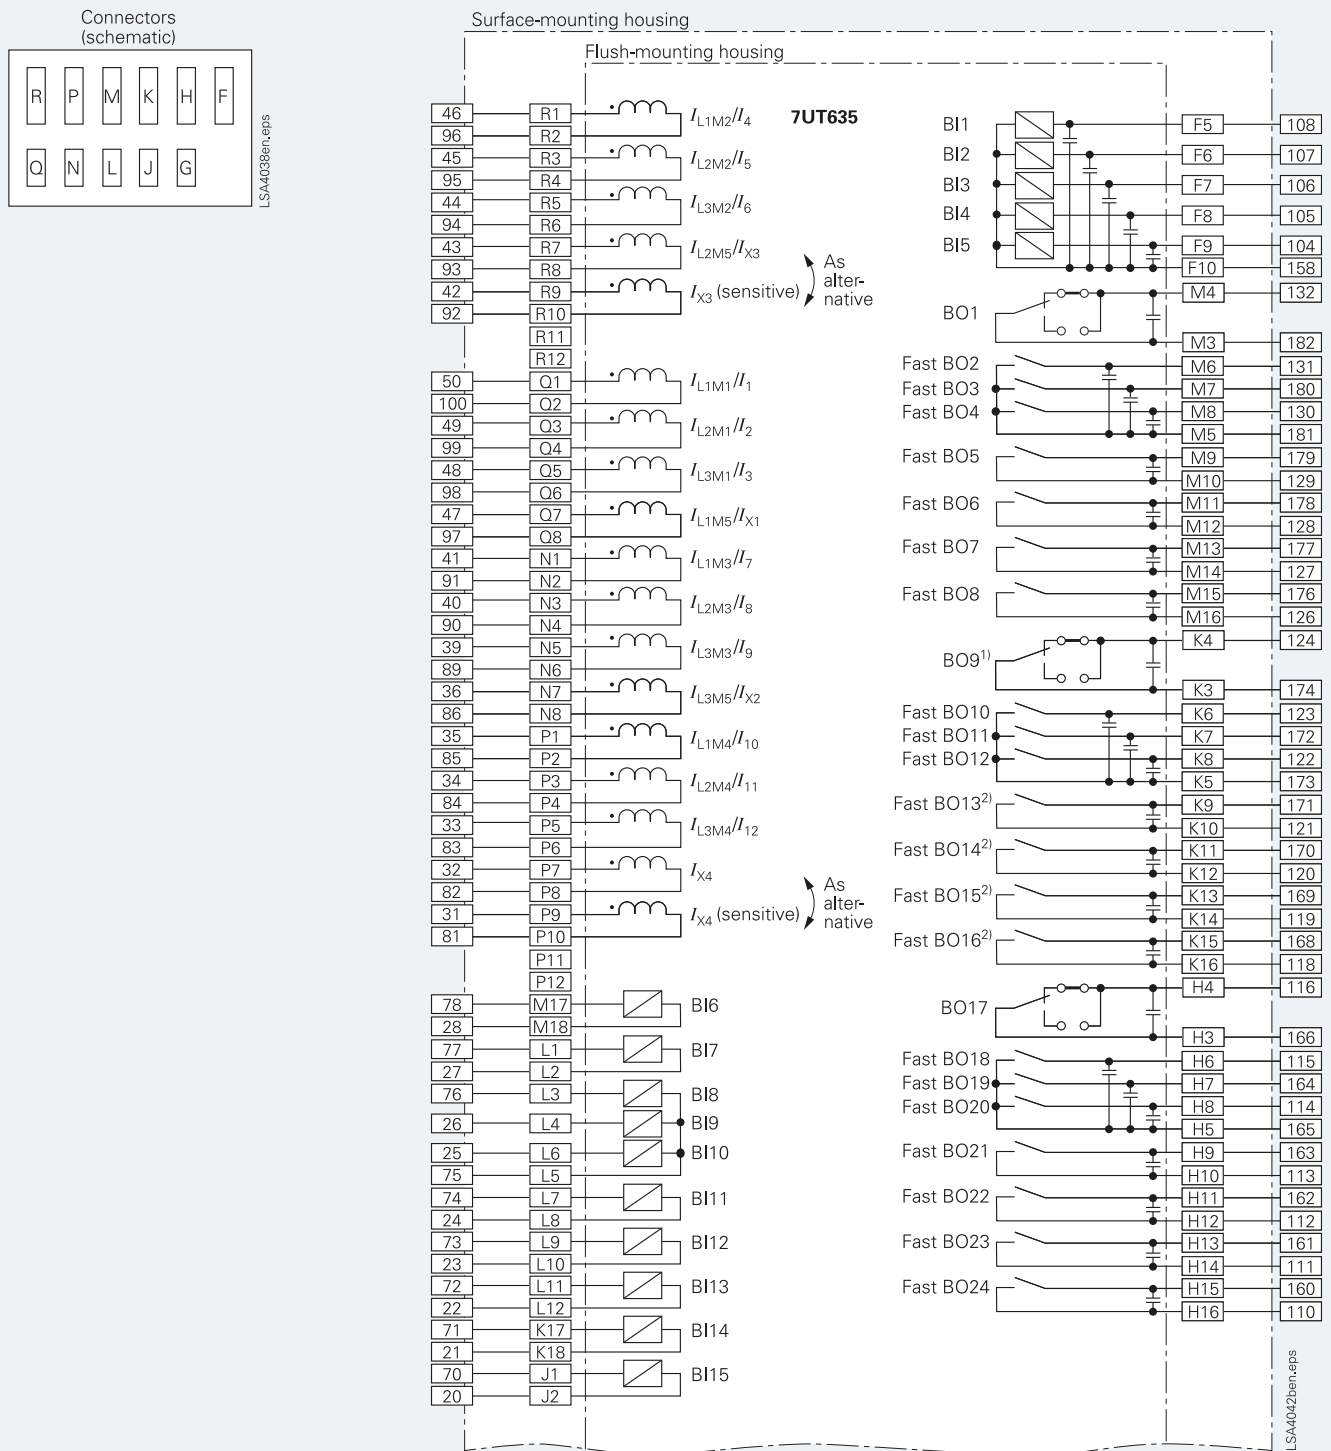 Connectors
(schematic)
R P M K H F
Q N L J G
LSA4038en.eps
Surface-mounting housing
Flush-mounting housing
7UT635
46 R1 IL1M2/I4
96 R2
45 R3 IL2M2/I5
95 R4
44 R5 IL3M2/I6
94 R6
43 R7 IL2M5/IX3
93 R8
42 R9 IX3 (sensitive)
92 R10
As
alter-
native
R11
R12
50 Q1 IL1M1/I1
100 Q2
49 Q3 IL2M1/I2
99 Q4
48 Q5 IL3M1/I3
98 Q6
47 Q7 IL1M5/IX1
97 Q8
41 N1 IL1M3/I7
91 N2
40 N3 IL2M3/I8
90 N4
39 N5 IL3M3/I9
89 N6
36 N7 IL3M5/IX2
86 N8
35 P1 IL1M4/I10
85 P2
34 P3 IL2M4/I11
84 P4
33 P5 IL3M4/I12
83 P6
32 P7 IX4
82 P8
31 P9 IX4 (sensitive)
81 P10
As
alter-
native
P11
P12
78 M17 BI6
28 M18
77 L1 BI7
27 L2
76 L3 BI8
26 L4 BI9
25 L6 BI10
75 L5
74 L7 BI11
24 L8
73 L9 BI12
23 L10
72 L11 BI13
22 L12
71 K17 BI14
21 K18
70 J1 BI15
20 J2
BI1 F5 108
BI2 F6 107
BI3 F7 106
BI4 F8 105
BI5 F9 104
F10 158
M4 132
BO1
M3 182
Fast BO2 M6 131
Fast BO3 M7 180
Fast BO4 M8 130
M5 181
Fast BO5 M9 179
M10 129
Fast BO6 M11 178
M12 128
Fast BO7 M13 177
M14 127
Fast BO8 M15 176
M16 126
K4 124
BO9 1)
K3 174
Fast BO10 K6 123
Fast BO11 K7 172
Fast BO12 K8 122
K5 173
Fast BO13 2) K9 171
K10 121
Fast BO14 2) K11 170
K12 120
Fast BO15 2) K13 169
K14 119
Fast BO16 2) K15 168
K16 118
H4 116
BO17
H3 166
Fast BO18 H6 115
Fast BO19 H7 164
Fast BO20 H8 114
H5 165
Fast BO21 H9 163
H10 113
Fast BO22 H11 162
H12 112
Fast BO23 H13 161
H14 111
Fast BO24 H15 160
H16 110
LSA4042ben.eps